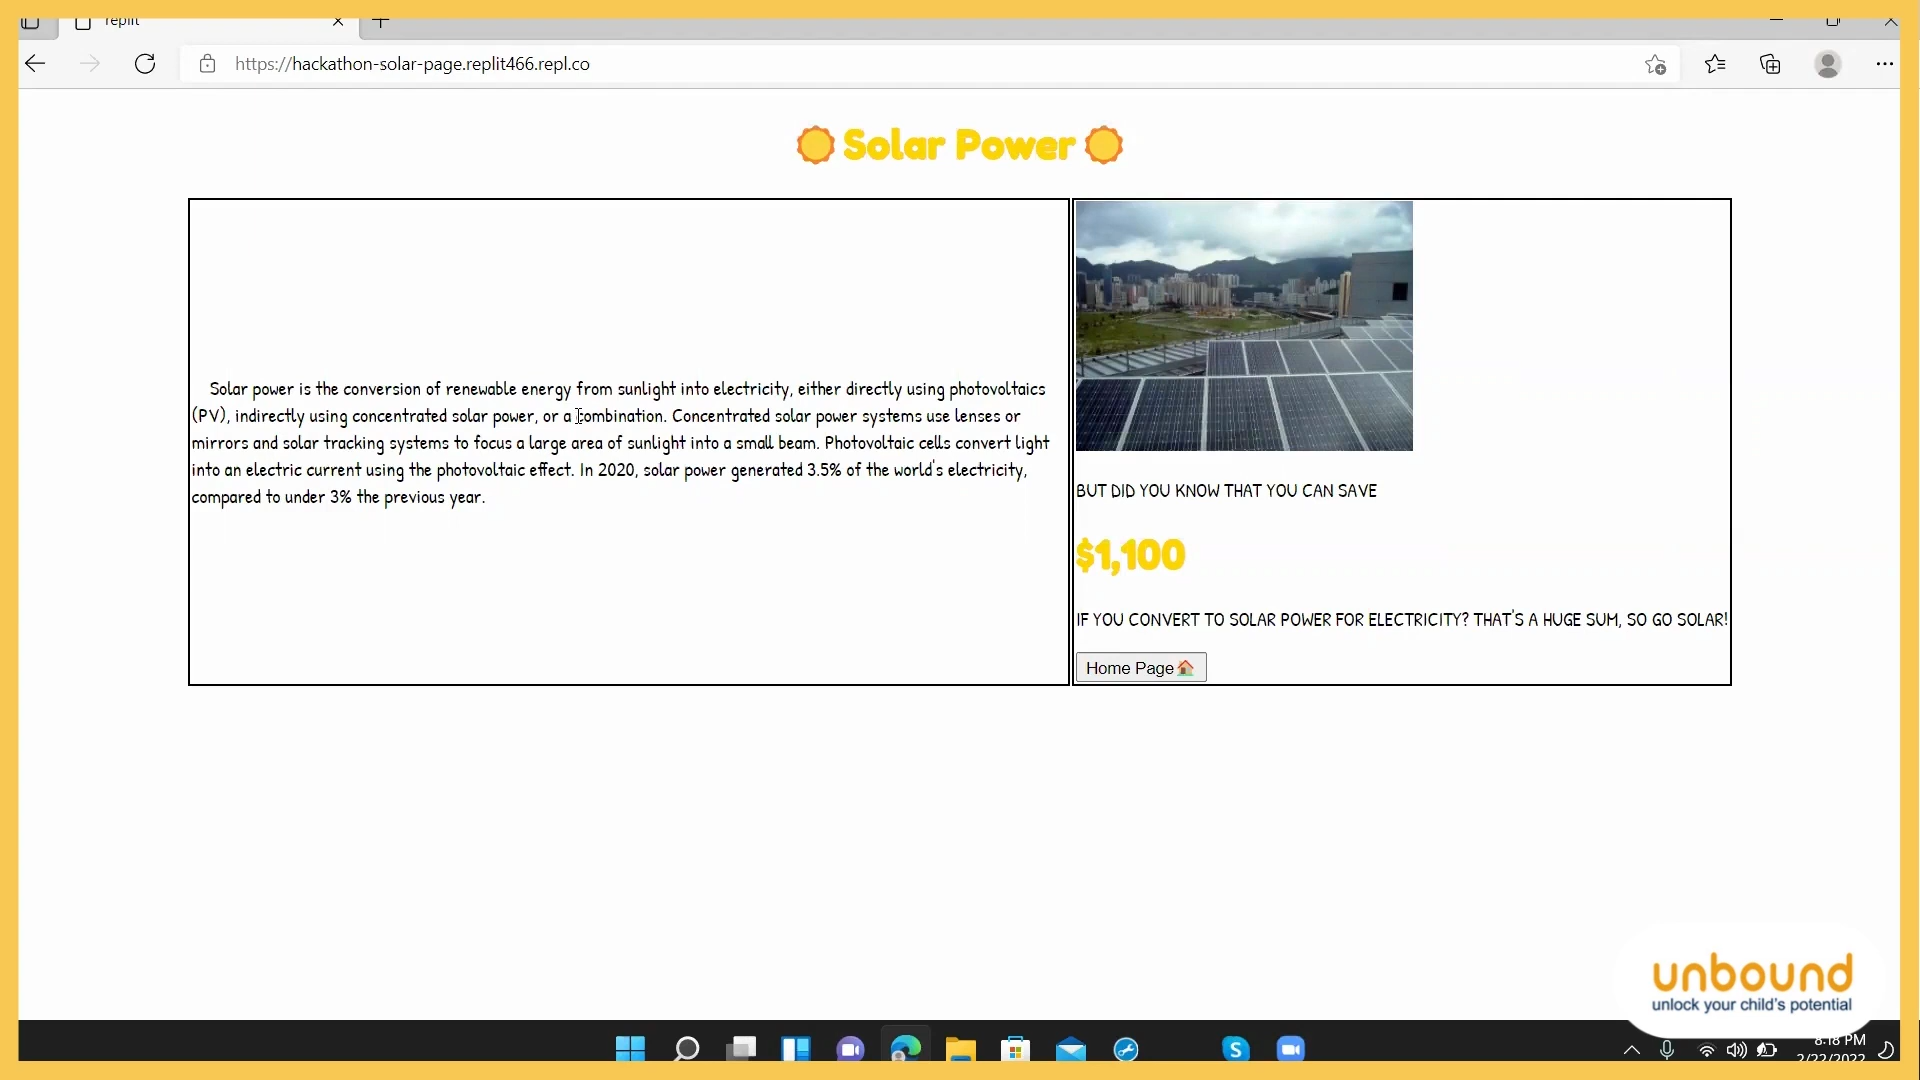 replit
https://hackathon-solar-page.replit466.repl.co
Solar Power
Solar power is the conversion of renewable energy from sunlight into electricity, either directly using photovoltaics
(PV), indirectly using concentrated solar power, or a combination. Concentrated solar power systems use lenses or
mirrors and solar tracking systems to focus a large area of sunlight into a small beam. Photovoltaic cells convert light
into an electric current using the photovoltaic effect. In 2020, solar power generated 3.5% of the world's electricity,
compared to under 3% the previous year.
BUT DID YOU KNOW THAT YOU CAN SAVE
$1,100
IF YOU CONVERT TO SOLAR POWER FOR ELECTRICITY? THAT'S A HUGE SUM, SO GO SOLAR!
Home Page
unbound
unlock your child's potential
8:18 PM
2/22/2022